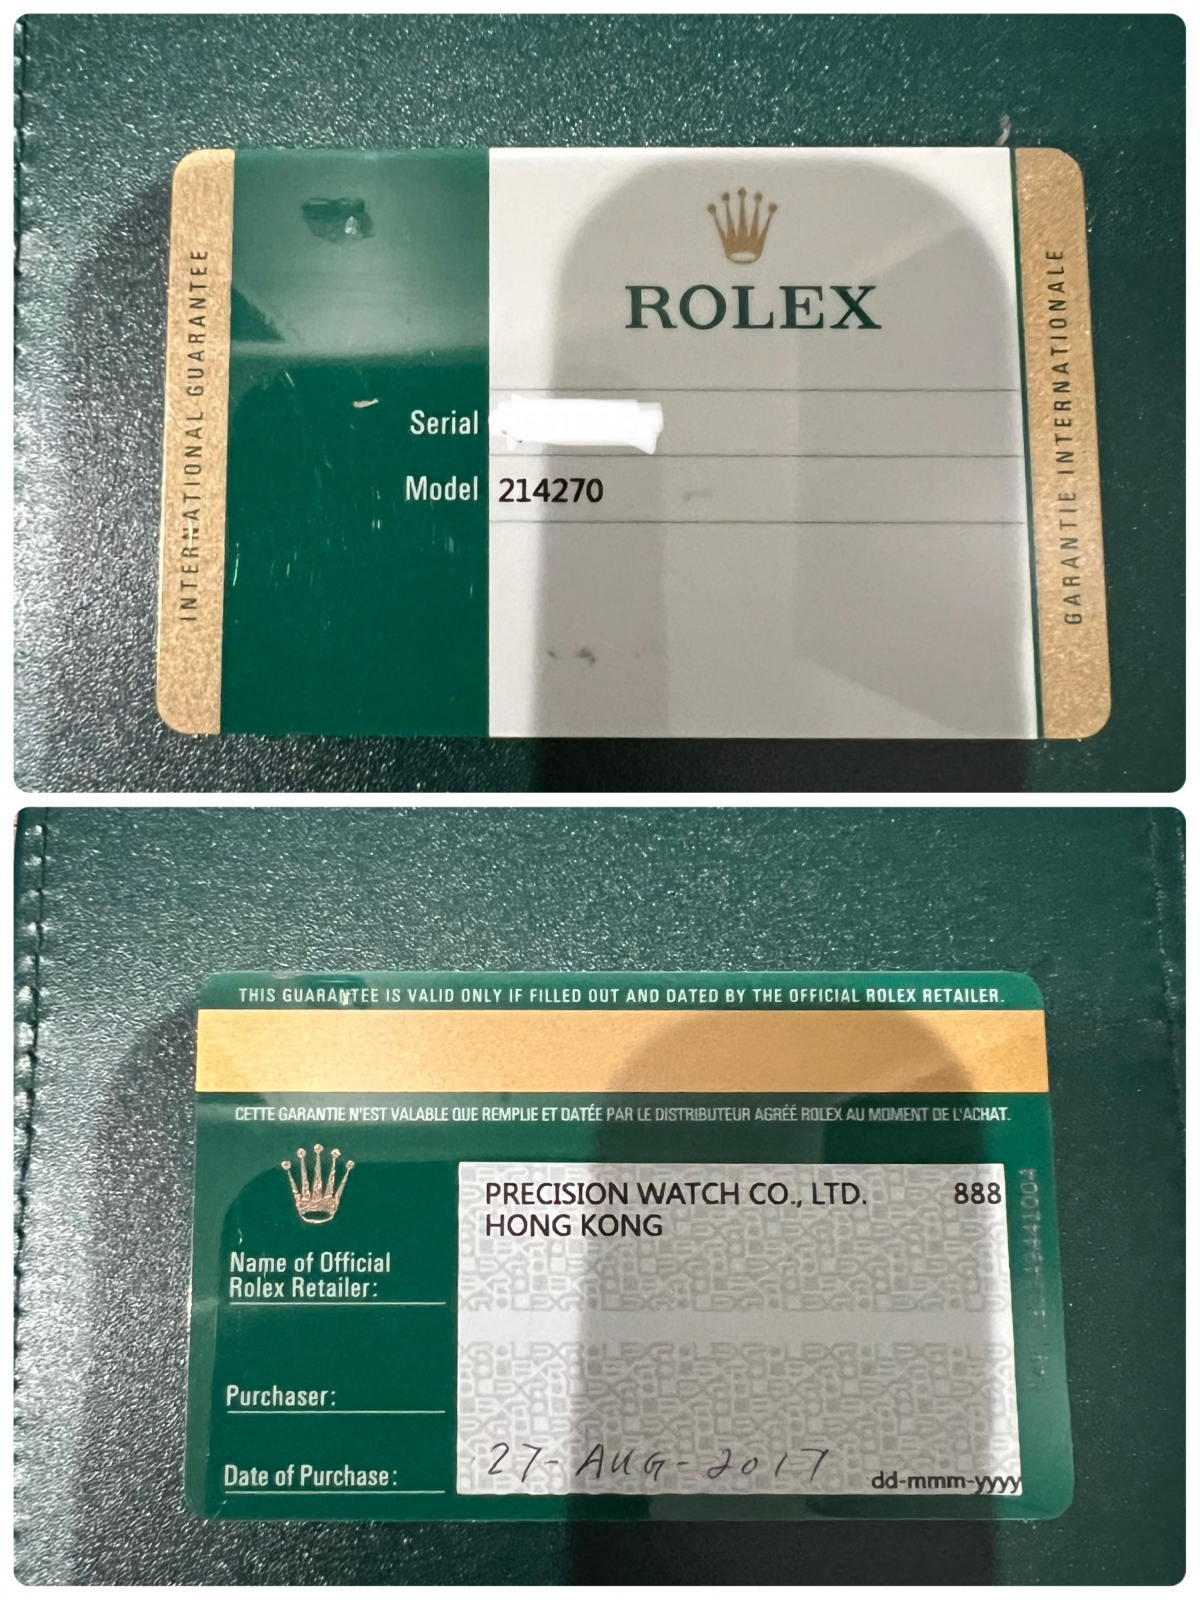 INTERNATIONAL GUARANTEE
ROLEX
Serial
Model 214270
GARANTIE INTERNATIONALE
THIS GUARANTEE IS VALID ONLY IF FILLED OUT AND DATED BY THE OFFICIAL ROLEX RETAILER.
CETTE GARANTIE N'EST VALABLE QUE REMPLIE ET DATÉE PAR LE DISTRIBUTEUR AGRÉÉ ROLEX AU MOMENT DE L'ACHAT.
PRECISION WATCH CO., LTD. 888
HONG KONG
Name of Official
Rolex Retailer:
Purchaser:
Date of Purchase: 27-AUG-2017 dd-mmm-yyyy